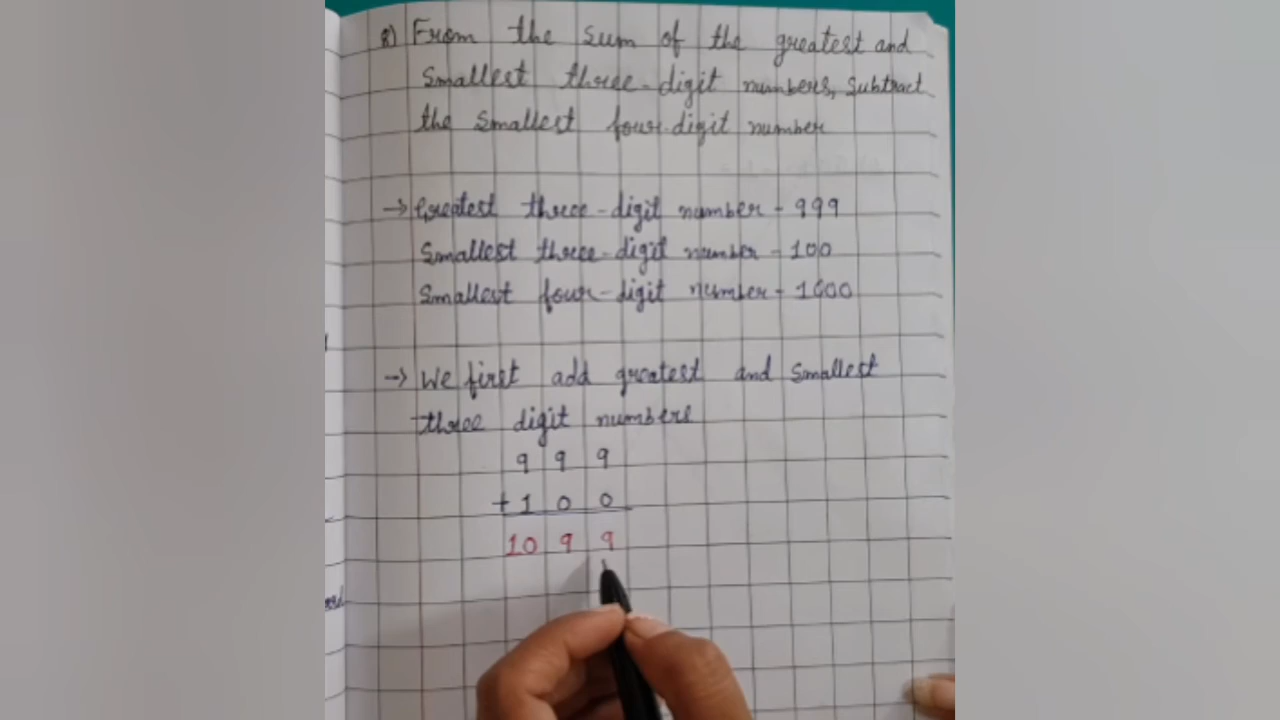 8) From the sum of the greatest and
smallest three-digit numbers, subtract
the smallest four-digit number
→ Greatest three-digit number - 999
Smallest three-digit number - 100
Smallest four-digit number - 1000
→ We first add greatest and smallest
three digit numbers
9 9 9
+ 1 0 0
10 9 9